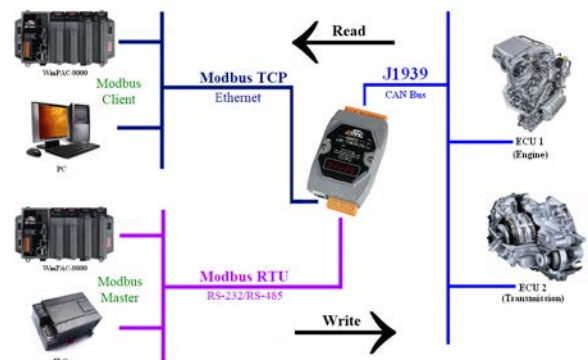 Read
WinPAC-8000
Modbus
Client
Modbus TCP
Ethernet
J1939
CAN Bus
PC
ECU 1
(Engine)
WinPAC-8000
Modbus
Master
Modbus RTU
RS-232/RS-485
ECU 2
(Transmission)
Write